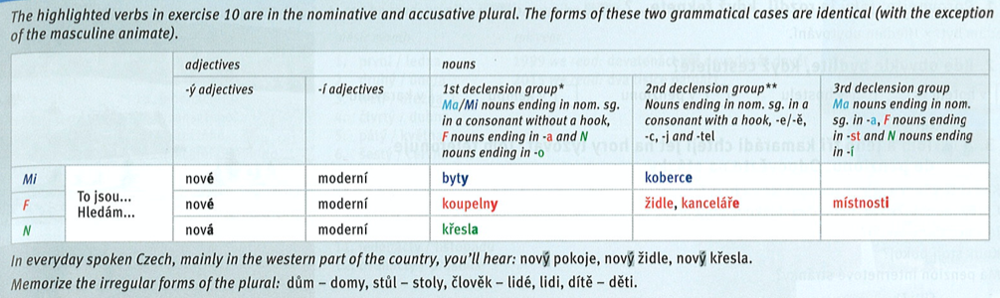 The highlighted verbs in exercise 10 are in the nominative and accusative plural. The forms of these two grammatical cases are identical (with the exception
of the masculine animate).
adjectives nouns
-ý adjectives -í adjectives 1st declension group* 2nd declension group** 3rd declension group
Ma/Mi nouns ending in nom. sg. Nouns ending in nom. sg. in a Ma nouns ending in nom.
in a consonant without a hook, consonant with a hook, -e/-ě, sg. in -a, F nouns ending
F nouns ending in -a and N -c, -j and -tel in -st and N nouns ending
nouns ending in -o in -í
Mi To jsou... nové moderní byty koberce
F Hledám... nové moderní koupelny židle, kanceláře místnosti
N nová moderní křesla
In everyday spoken Czech, mainly in the western part of the country, you'll hear: nový pokoje, nový židle, nový křesla.
Memorize the irregular forms of the plural: dům – domy, stůl – stoly, člověk – lidé, lidi, dítě – děti.